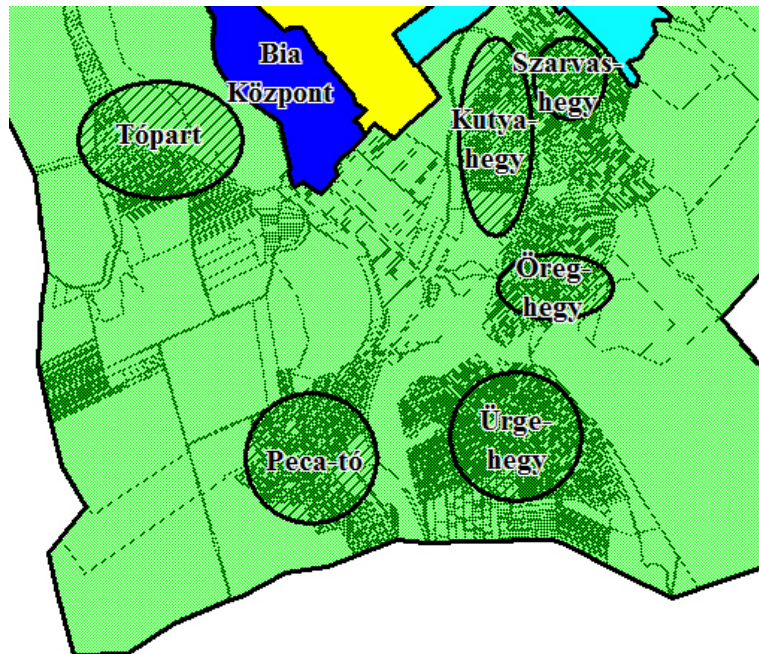 Bia
Központ
Szarvas-
hegy
Tópart
Kutya-
hegy
Öreg-
hegy
Ürge-
hegy
Peca-tó